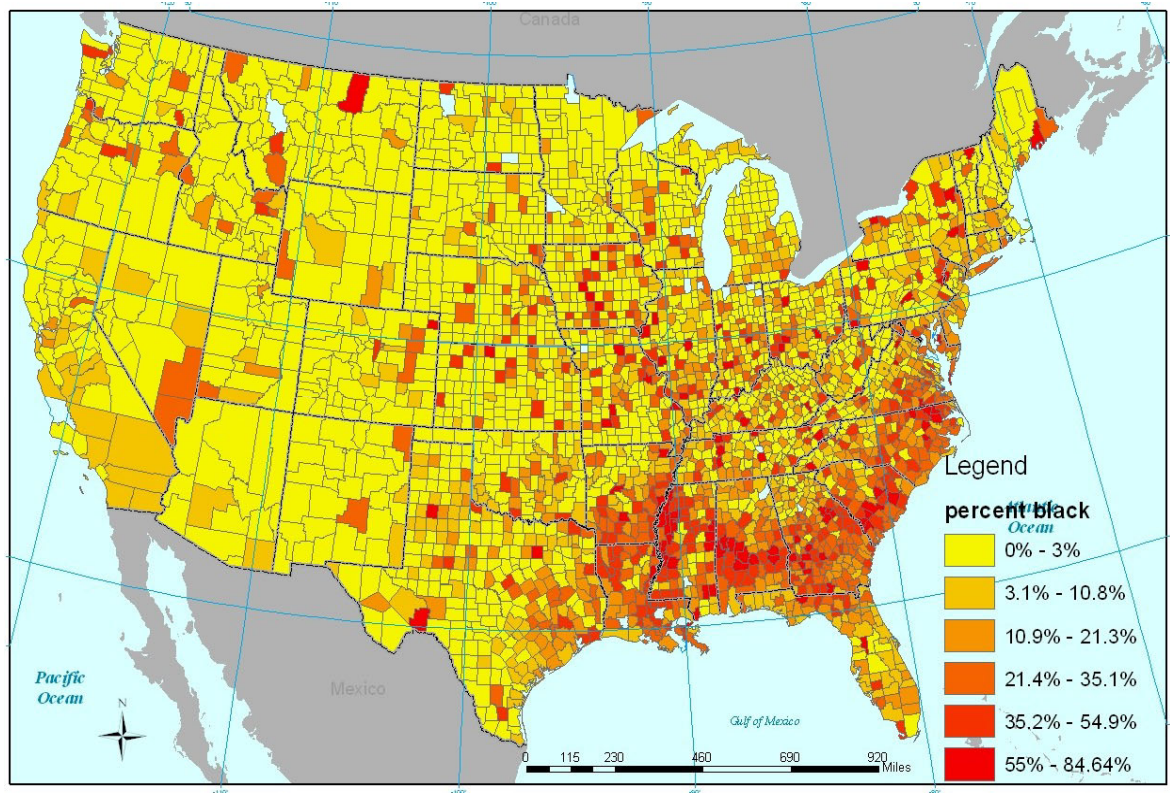 Canada
Legend
percent black
Atlantic
Ocean
0% - 3%
3.1% - 10.8%
10.9% - 21.3%
21.4% - 35.1%
35.2% - 54.9%
55% - 84.64%
Pacific
Ocean
N
Mexico
Gulf of Mexico
0 115 230 460 690 920
Miles